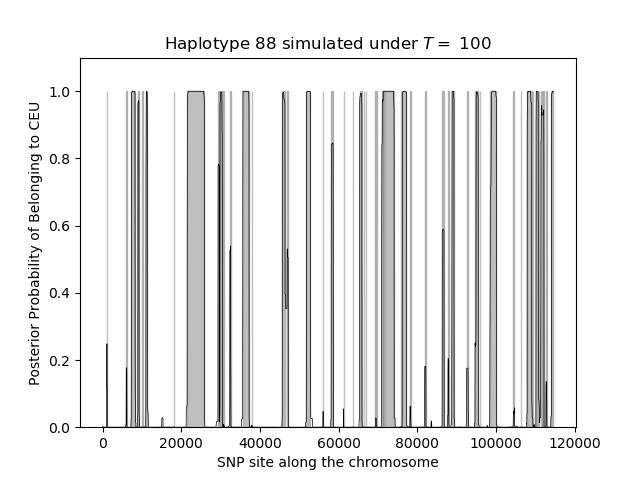 Haplotype 88 simulated under T = 100
Posterior Probability of Belonging to CEU
1.0
0.8
0.6
0.4
0.2
0.0
0 20000 40000 60000 80000 100000 120000
SNP site along the chromosome